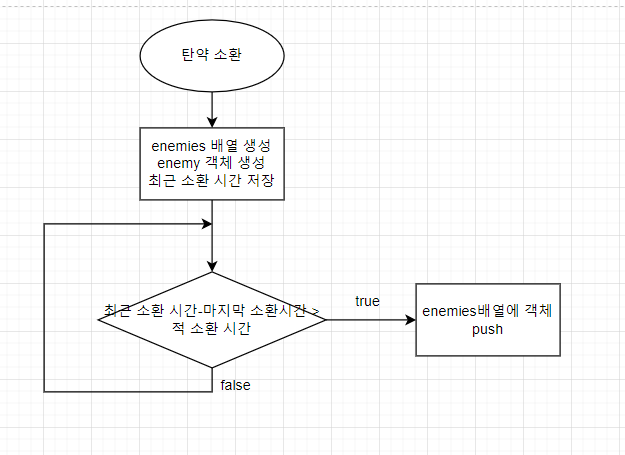 탄약 소환
enemies 배열 생성
enemy 객체 생성
최근 소환 시간 저장
최근 소환 시간-마지막 소환시간 >
적 소환 시간
true
enemies배열에 객체
push
false